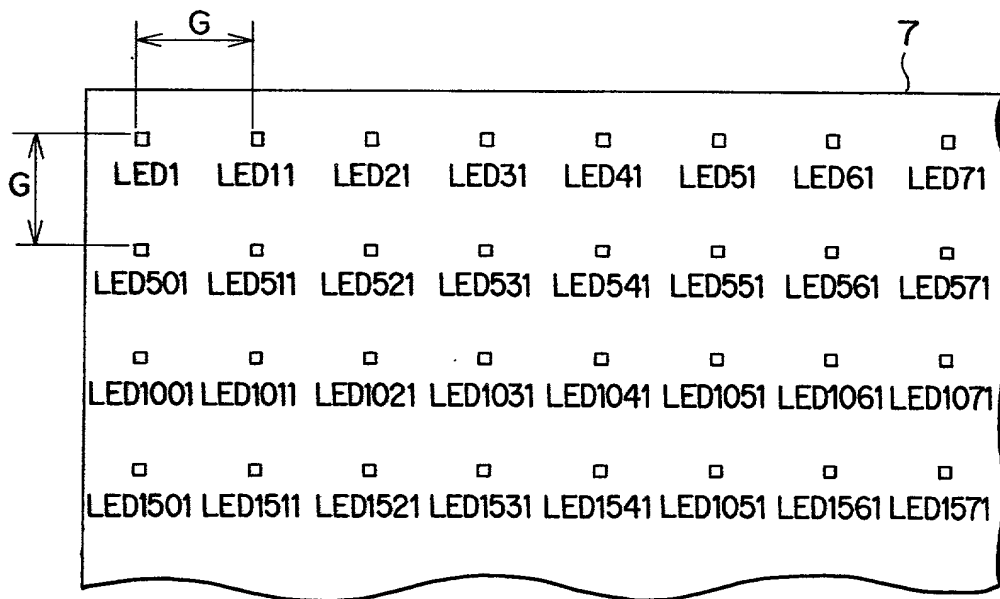 G
7
G
LED1 LED11 LED21 LED31 LED41 LED51 LED61 LED71
LED501 LED511 LED521 LED531 LED541 LED551 LED561 LED571
LED1001 LED1011 LED1021 LED1031 LED1041 LED1051 LED1061 LED1071
LED1501 LED1511 LED1521 LED1531 LED1541 LED1051 LED1561 LED1571